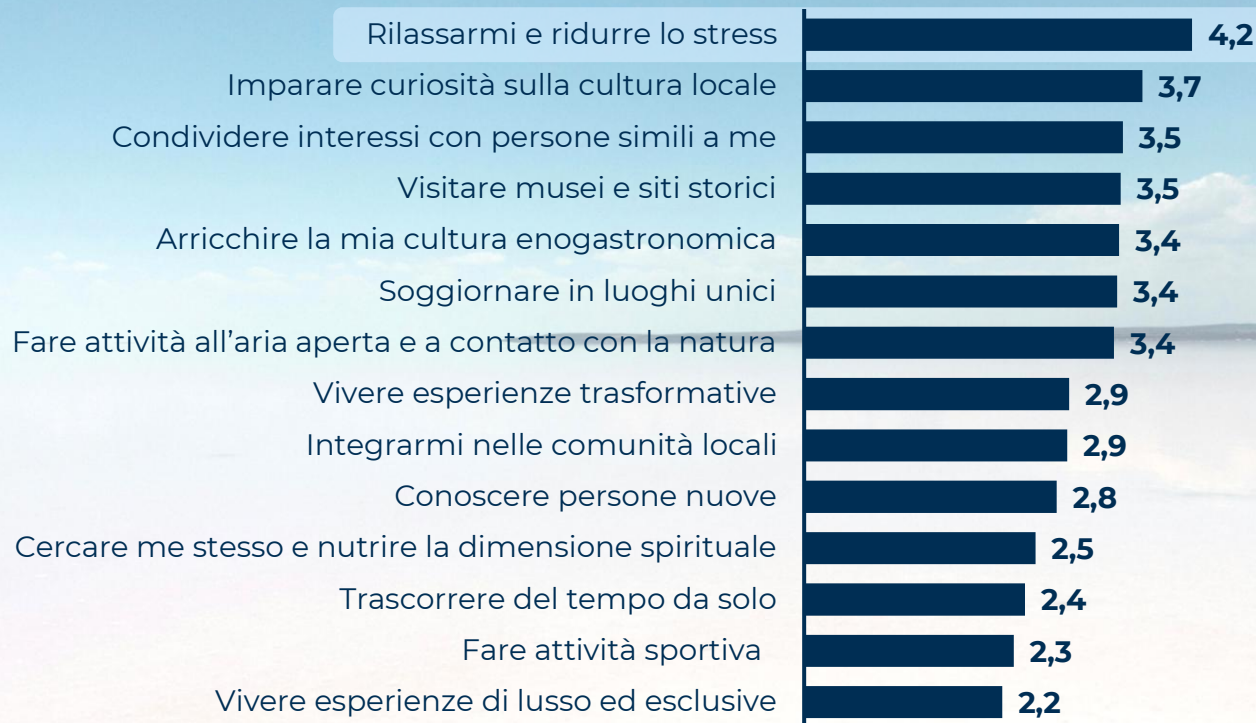 Rilassarmi e ridurre lo stress 4,2
Imparare curiosità sulla cultura locale 3,7
Condividere interessi con persone simili a me 3,5
Visitare musei e siti storici 3,5
Arricchire la mia cultura enogastronomica 3,4
Soggiornare in luoghi unici 3,4
Fare attività all’aria aperta e a contatto con la natura 3,4
Vivere esperienze trasformative 2,9
Integrarmi nelle comunità locali 2,9
Conoscere persone nuove 2,8
Cercare me stesso e nutrire la dimensione spirituale 2,5
Trascorrere del tempo da solo 2,4
Fare attività sportiva 2,3
Vivere esperienze di lusso ed esclusive 2,2